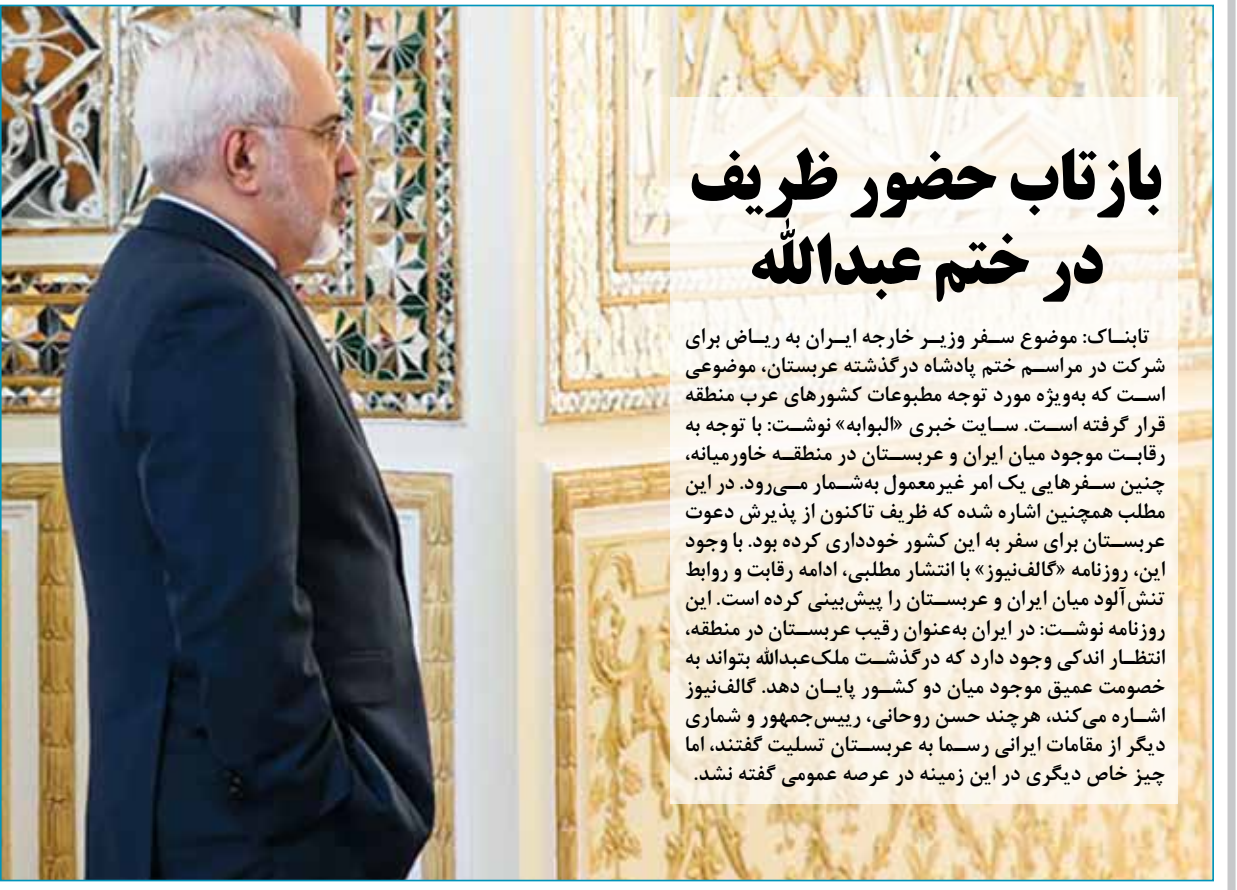 بازتاب حضور ظریف
در ختم عبدالله
تابنـاک: موضوع سـفر وزیـر خارجه ایـران به ریـاض برای
شرکت در مراسـم ختم پادشاه درگذشته عربستان، موضوعی
اسـت که به‌ویژه مورد توجه مطبوعات کشورهای عرب منطقه
قرار گرفته اسـت. سـایت خبری «البوابه» نوشـت: با توجه به
رقابـت موجود میان ایران و عربسـتان در منطقـه خاورمیانه،
چنین سـفرهایی یک امر غیرمعمول به‌شـمار مـی‌رود. در این
مطلب همچنین اشاره شده که ظریف تاکنون از پذیرش دعوت
عربسـتان برای سفر به این کشور خودداری کرده بود. با وجود
این، روزنامه «گالف‌نیوز» با انتشار مطلبی، ادامه رقابت و روابط
تنش‌آلود میان ایران و عربسـتان را پیش‌بینی کرده است. این
روزنامه نوشـت: در ایران به‌عنوان رقیب عربسـتان در منطقه،
انتظـار اندکی وجود دارد که درگذشـت ملک‌عبدالله بتواند به
خصومت عمیق موجود میان دو کشـور پایـان دهد. گالف‌نیوز
اشـاره می‌کند، هرچند حسن روحانی، رییس‌جمهور و شماری
دیگر از مقامات ایرانی رسـما به عربسـتان تسلیت گفتند، اما
چیز خاص دیگری در این زمینه در عرصه عمومی گفته نشد.